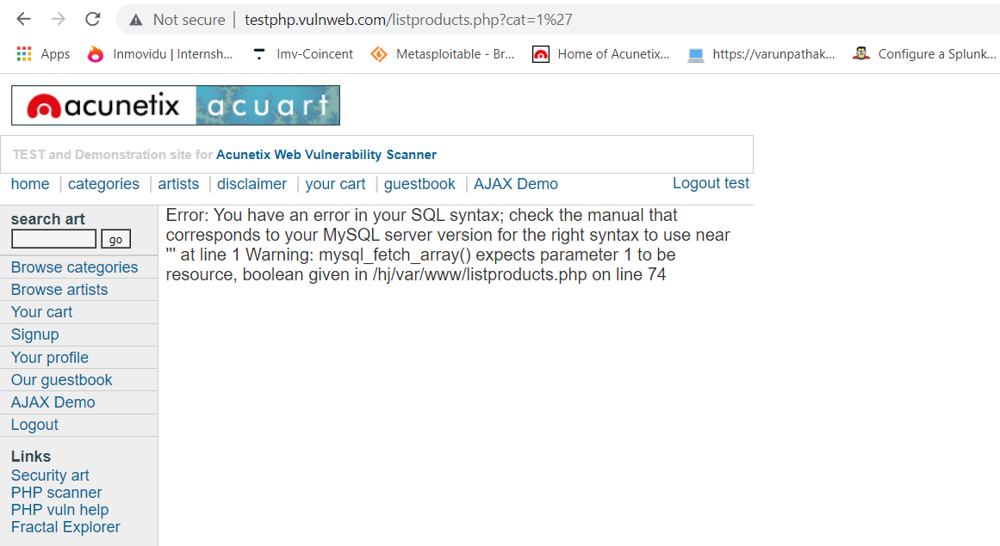 Not secure | testphp.vulnweb.com/listproducts.php?cat=1%27
Apps Inmovidu | Internsh... Imv-Coincent Metasploitable - Br... Home of Acunetix... https://varunpathak... Configure a Splunk...
acunetix acuart
TEST and Demonstration site for Acunetix Web Vulnerability Scanner
home | categories | artists | disclaimer | your cart | guestbook | AJAX Demo Logout test
search art
go
Browse categories
Browse artists
Your cart
Signup
Your profile
Our guestbook
AJAX Demo
Logout
Links
Security art
PHP scanner
PHP vuln help
Fractal Explorer
Error: You have an error in your SQL syntax; check the manual that
corresponds to your MySQL server version for the right syntax to use near
''' at line 1 Warning: mysql_fetch_array() expects parameter 1 to be
resource, boolean given in /hj/var/www/listproducts.php on line 74